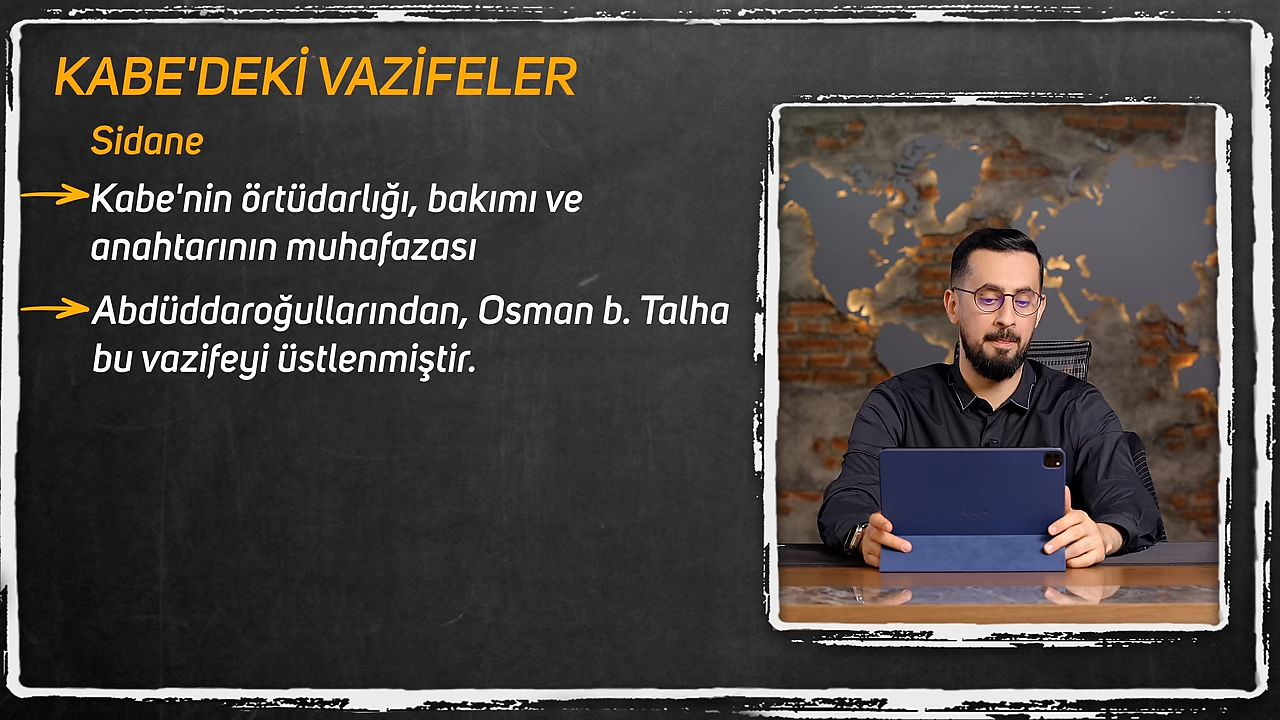 KABE'DEKİ VAZİFELER
Sidane
Kabe'nin örtüdarlığı, bakımı ve
anahtarının muhafazası
Abdüddaroğullarından, Osman b. Talha
bu vazifeyi üstlenmiştir.